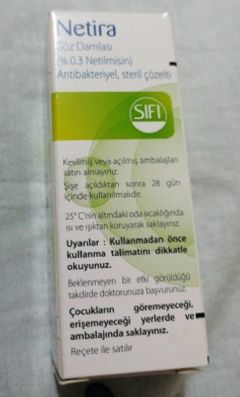 Netira
Göz Damlası
(% 0.3 Netilmisin)
Antibakteriyel, steril çözelti
SIFI
Kesilmiş veya açılmış ambalajları
satın almayınız.
Şişe açıldıktan sonra 28 gün
içinde kullanılmalıdır.
25° C'nin altındaki oda sıcaklığında
ısı ve ışıktan koruyarak saklayınız.
Uyarılar : Kullanmadan önce
kullanma talimatını dikkatle
okuyunuz.
Beklenmeyen bir etki görüldüğü
takdirde doktorunuza başvurunuz.
Çocukların göremeyeceği,
erişemeyeceği yerlerde ve
ambalajında saklayınız.
Reçete ile satılır